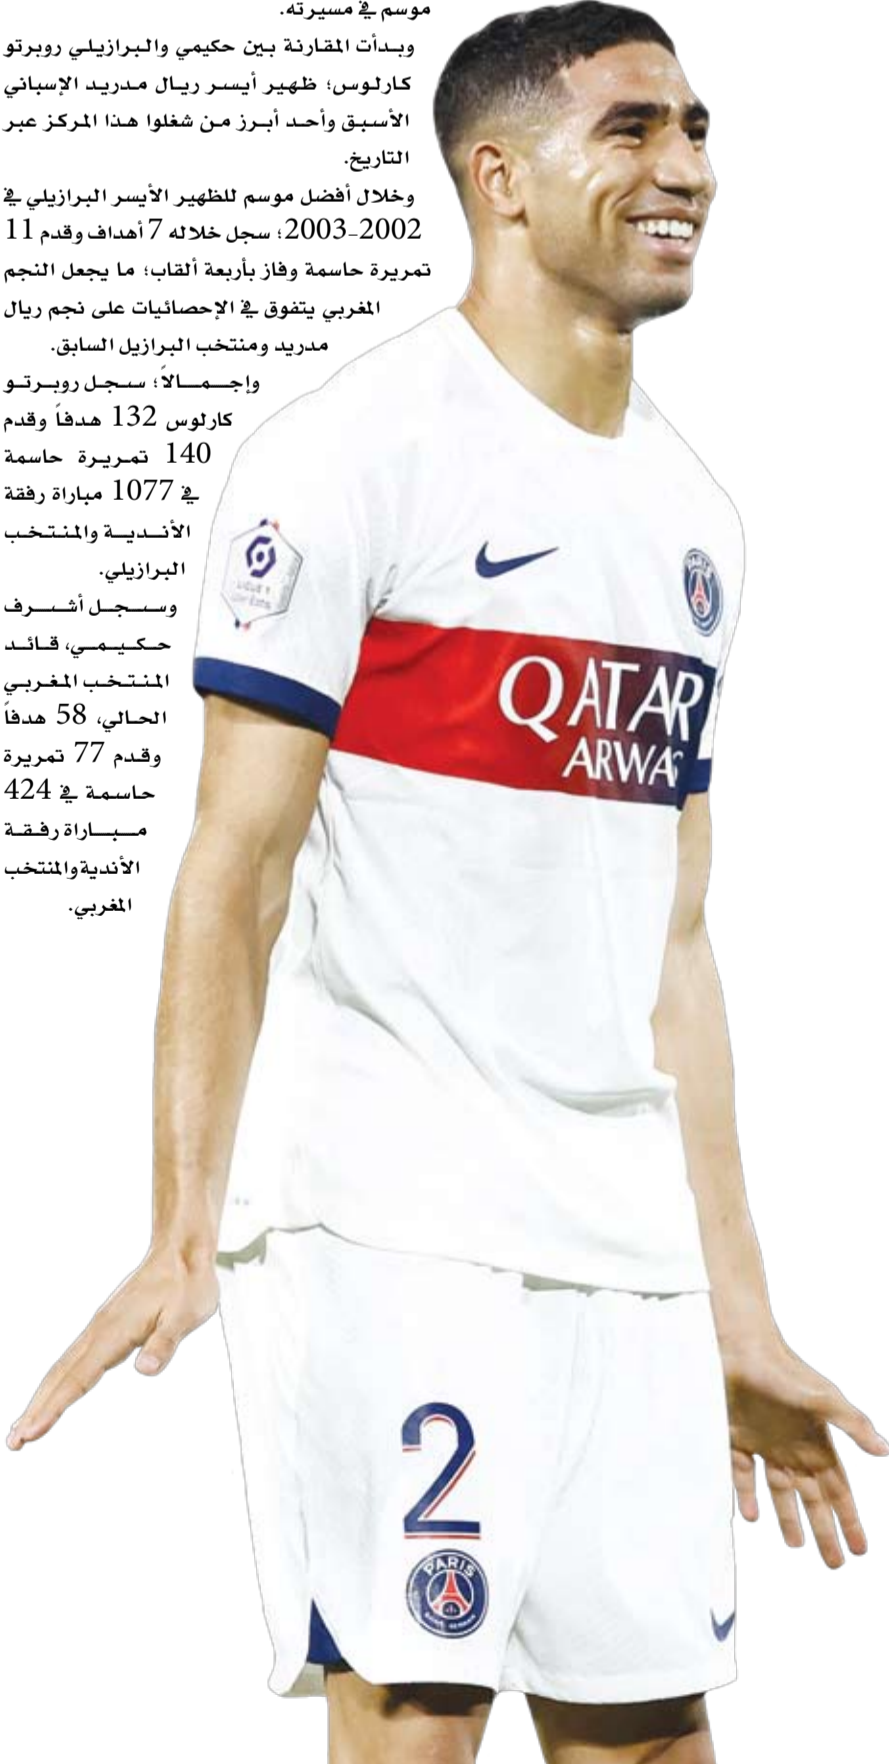 موسم في مسيرته.
وبدأت المقارنة بين حكيمي والبرازيلي روبرتو
كارلوس؛ ظهير أيسر ريال مدريد الإسباني
الأسبق وأحد أبرز من شغلوا هذا المركز عبر
التاريخ.
وخلال أفضل موسم للظهير الأيسر البرازيلي في
2002-2003؛ سجل خلاله 7 أهداف وقدم 11
تمريرة حاسمة وفاز بأربعة ألقاب؛ ما يجعل النجم
المغربي يتفوق في الإحصائيات على نجم ريال
مدريد ومنتخب البرازيل السابق.
وإجمالاً؛ سجل روبرتو
كارلوس 132 هدفاً وقدم
140 تمريرة حاسمة
في 1077 مباراة رفقة
الأندية والمنتخب
البرازيلي.
وسجل أشرف
حكيمي، قائد
المنتخب المغربي
الحالي، 58 هدفاً
وقدم 77 تمريرة
حاسمة في 424
مباراة رفقة
الأندية والمنتخب
المغربي.
LIGUE 1
PARIS
QATAR
ARWA
2
PARIS
SAINT-GERMAIN